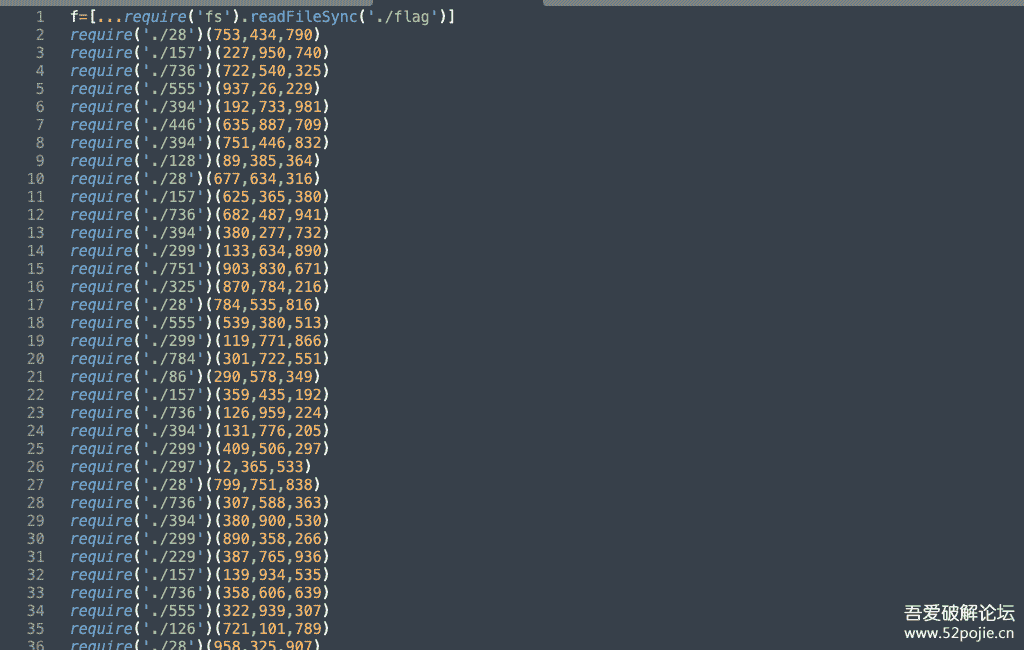 1 f=[...require('fs').readFileSync('./flag')]
2 require('./28')(753,434,790)
3 require('./157')(227,950,740)
4 require('./736')(722,540,325)
5 require('./555')(937,26,229)
6 require('./394')(192,733,981)
7 require('./446')(635,887,709)
8 require('./394')(751,446,832)
9 require('./128')(89,385,364)
10 require('./28')(677,634,316)
11 require('./157')(625,365,380)
12 require('./736')(682,487,941)
13 require('./394')(380,277,732)
14 require('./299')(133,634,890)
15 require('./751')(903,830,671)
16 require('./325')(870,784,216)
17 require('./28')(784,535,816)
18 require('./555')(539,380,513)
19 require('./299')(119,771,866)
20 require('./784')(301,722,551)
21 require('./86')(290,578,349)
22 require('./157')(359,435,192)
23 require('./736')(126,959,224)
24 require('./394')(131,776,205)
25 require('./299')(409,506,297)
26 require('./297')(2,365,533)
27 require('./28')(799,751,838)
28 require('./736')(307,588,363)
29 require('./394')(380,900,530)
30 require('./299')(890,358,266)
31 require('./229')(387,765,936)
32 require('./157')(139,934,535)
33 require('./736')(358,606,639)
34 require('./555')(322,939,307)
35 require('./126')(721,101,789)
36 require('./28')(958,325,907)
吾爱破解论坛
www.52pojie.cn